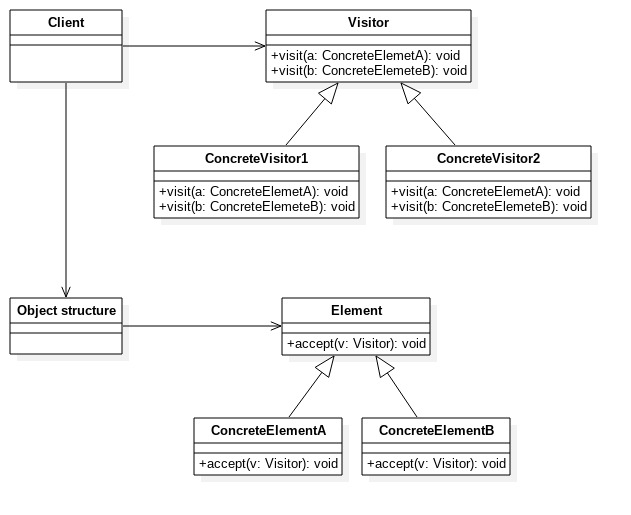 Client
Visitor
+visit(a: ConcreteElemetA): void
+visit(b: ConcreteElemeteB): void
ConcreteVisitor1
+visit(a: ConcreteElemetA): void
+visit(b: ConcreteElemeteB): void
ConcreteVisitor2
+visit(a: ConcreteElemetA): void
+visit(b: ConcreteElemeteB): void
Object structure
Element
+accept(v: Visitor): void
ConcreteElementA
+accept(v: Visitor): void
ConcreteElementB
+accept(v: Visitor): void